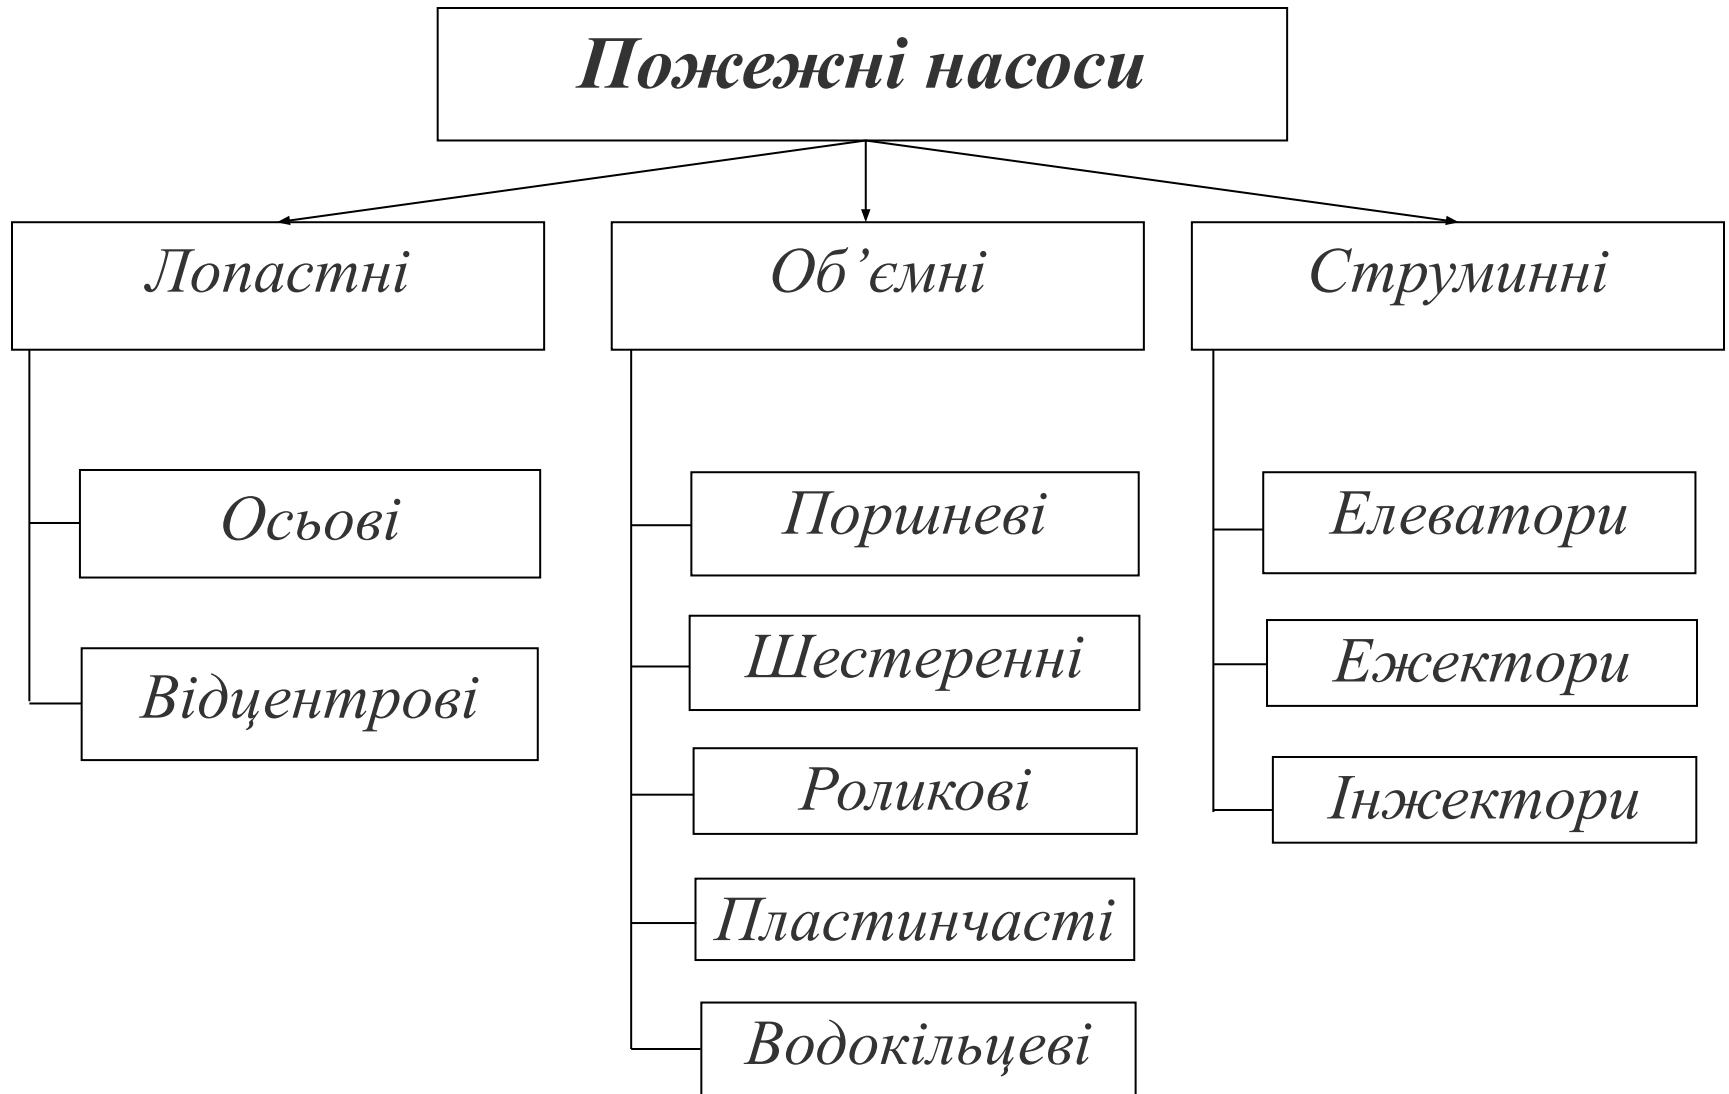 Пожежні насоси
Лопастні
Об’ємні
Струминні
Осьові
Відцентрові
Поршневі
Шестеренні
Роликові
Пластинчасті
Водокільцеві
Елеватори
Ежектори
Інжектори